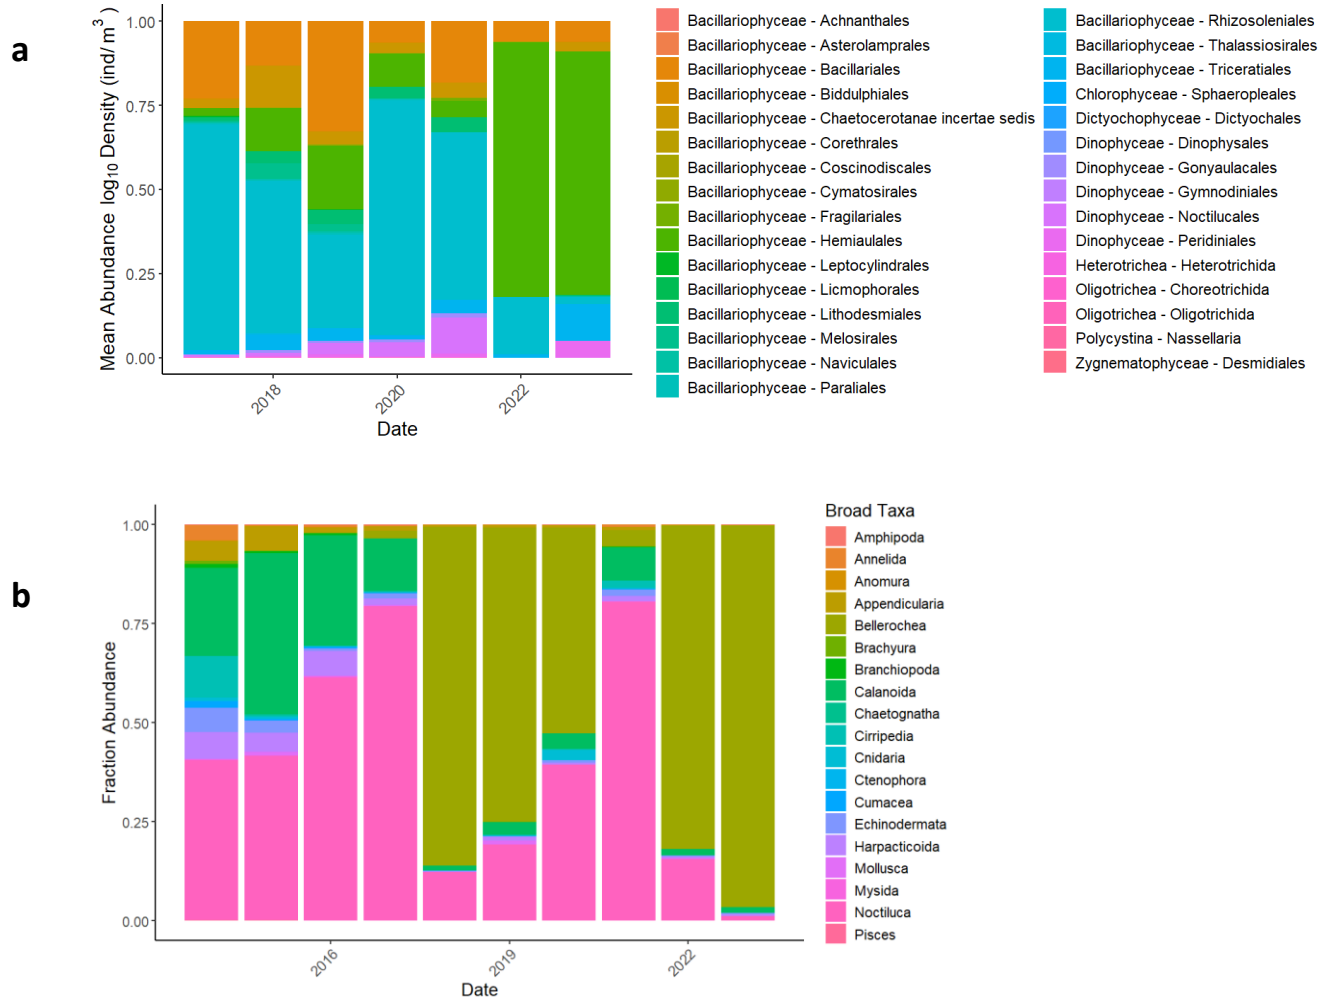 a
Mean Abundance log10 Density (ind/ m3)
1.00
0.75
0.50
0.25
0.00
2018
2020
2022
Date
Bacillariophyceae - Achnanthales
Bacillariophyceae - Asterolamprales
Bacillariophyceae - Bacillariales
Bacillariophyceae - Biddulphiales
Bacillariophyceae - Chaetocerotanae incertae sedis
Bacillariophyceae - Corethrales
Bacillariophyceae - Coscinodiscales
Bacillariophyceae - Cymatosirales
Bacillariophyceae - Fragilariales
Bacillariophyceae - Hemiaulales
Bacillariophyceae - Leptocylindrales
Bacillariophyceae - Licmophorales
Bacillariophyceae - Lithodesmiales
Bacillariophyceae - Melosirales
Bacillariophyceae - Naviculales
Bacillariophyceae - Paraliales
Bacillariophyceae - Rhizosoleniales
Bacillariophyceae - Thalassiosirales
Bacillariophyceae - Triceratiales
Chlorophyceae - Sphaeropleales
Dictyochophyceae - Dictyochales
Dinophyceae - Dinophysales
Dinophyceae - Gonyaulacales
Dinophyceae - Gymnodiniales
Dinophyceae - Noctilucales
Dinophyceae - Peridiniales
Heterotrichea - Heterotrichida
Oligotrichea - Choreotrichida
Oligotrichea - Oligotrichida
Polycystina - Nassellaria
Zygnematophyceae - Desmidiales
b
Fraction Abundance
1.00
0.75
0.50
0.25
0.00
2016
2019
2022
Date
Broad Taxa
Amphipoda
Annelida
Anomura
Appendicularia
Bellerochea
Brachyura
Branchiopoda
Calanoida
Chaetognatha
Cirripedia
Cnidaria
Ctenophora
Cumacea
Echinodermata
Harpacticoida
Mollusca
Mysida
Noctiluca
Pisces